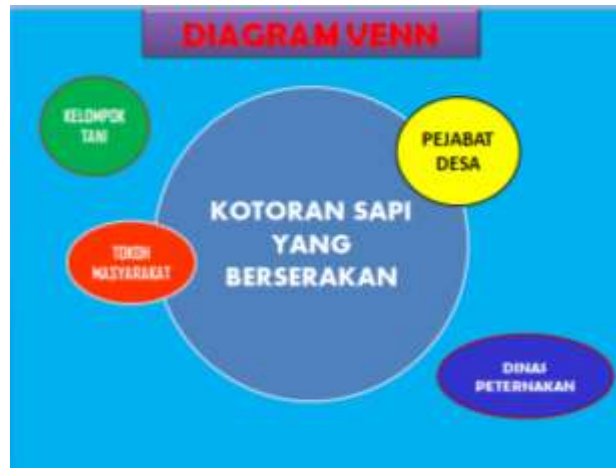 DIAGRAM VENN
KELOMPOK
TANI
PEJABAT
DESA
KOTORAN SAPI
YANG
BERSERAKAN
TOKOH
MASYARAKAT
DINAS
PETERNAKAN